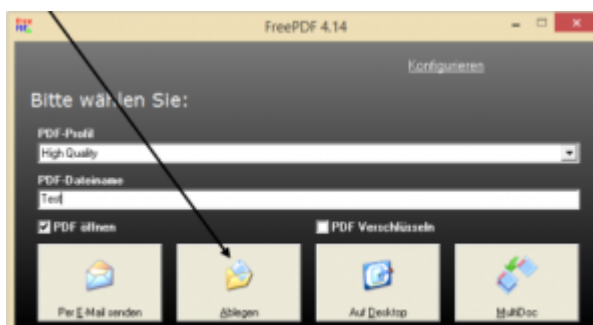 FreePDF 4.14
Konfigurieren
Bitte wählen Sie:
PDF-Profil
High Quality
PDF-Dateiname
Test
PDF öffnen
PDF Verschlüsseln
Per E-Mail senden
Ablegen
Auf Desktop
MultiDoc